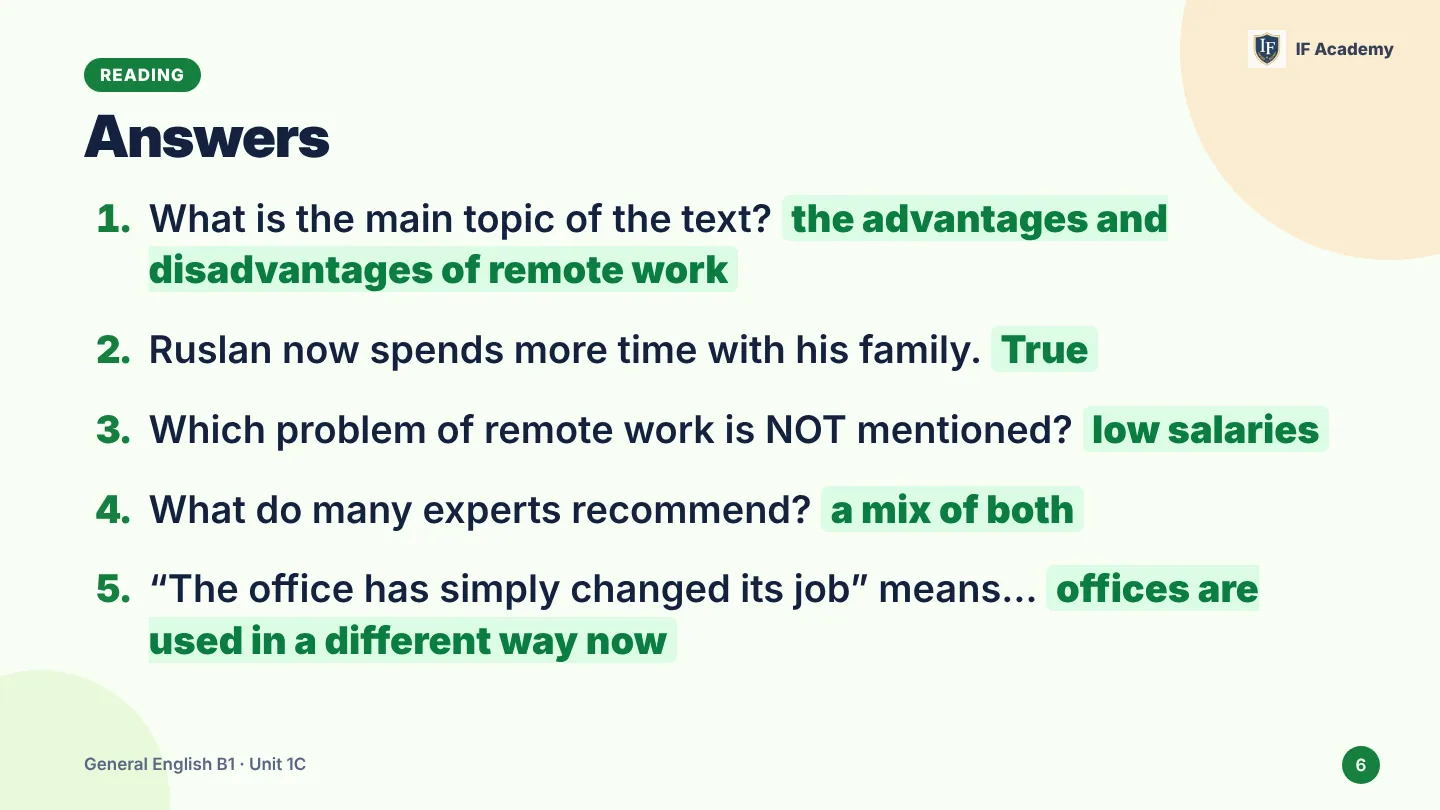 IF
IF Academy
READING
Answers
1. What is the main topic of the text? the advantages and
disadvantages of remote work
2. Ruslan now spends more time with his family. True
3. Which problem of remote work is NOT mentioned? low salaries
4. What do many experts recommend? a mix of both
5. “The office has simply changed its job” means… offices are
used in a different way now
General English B1 · Unit 1C
6